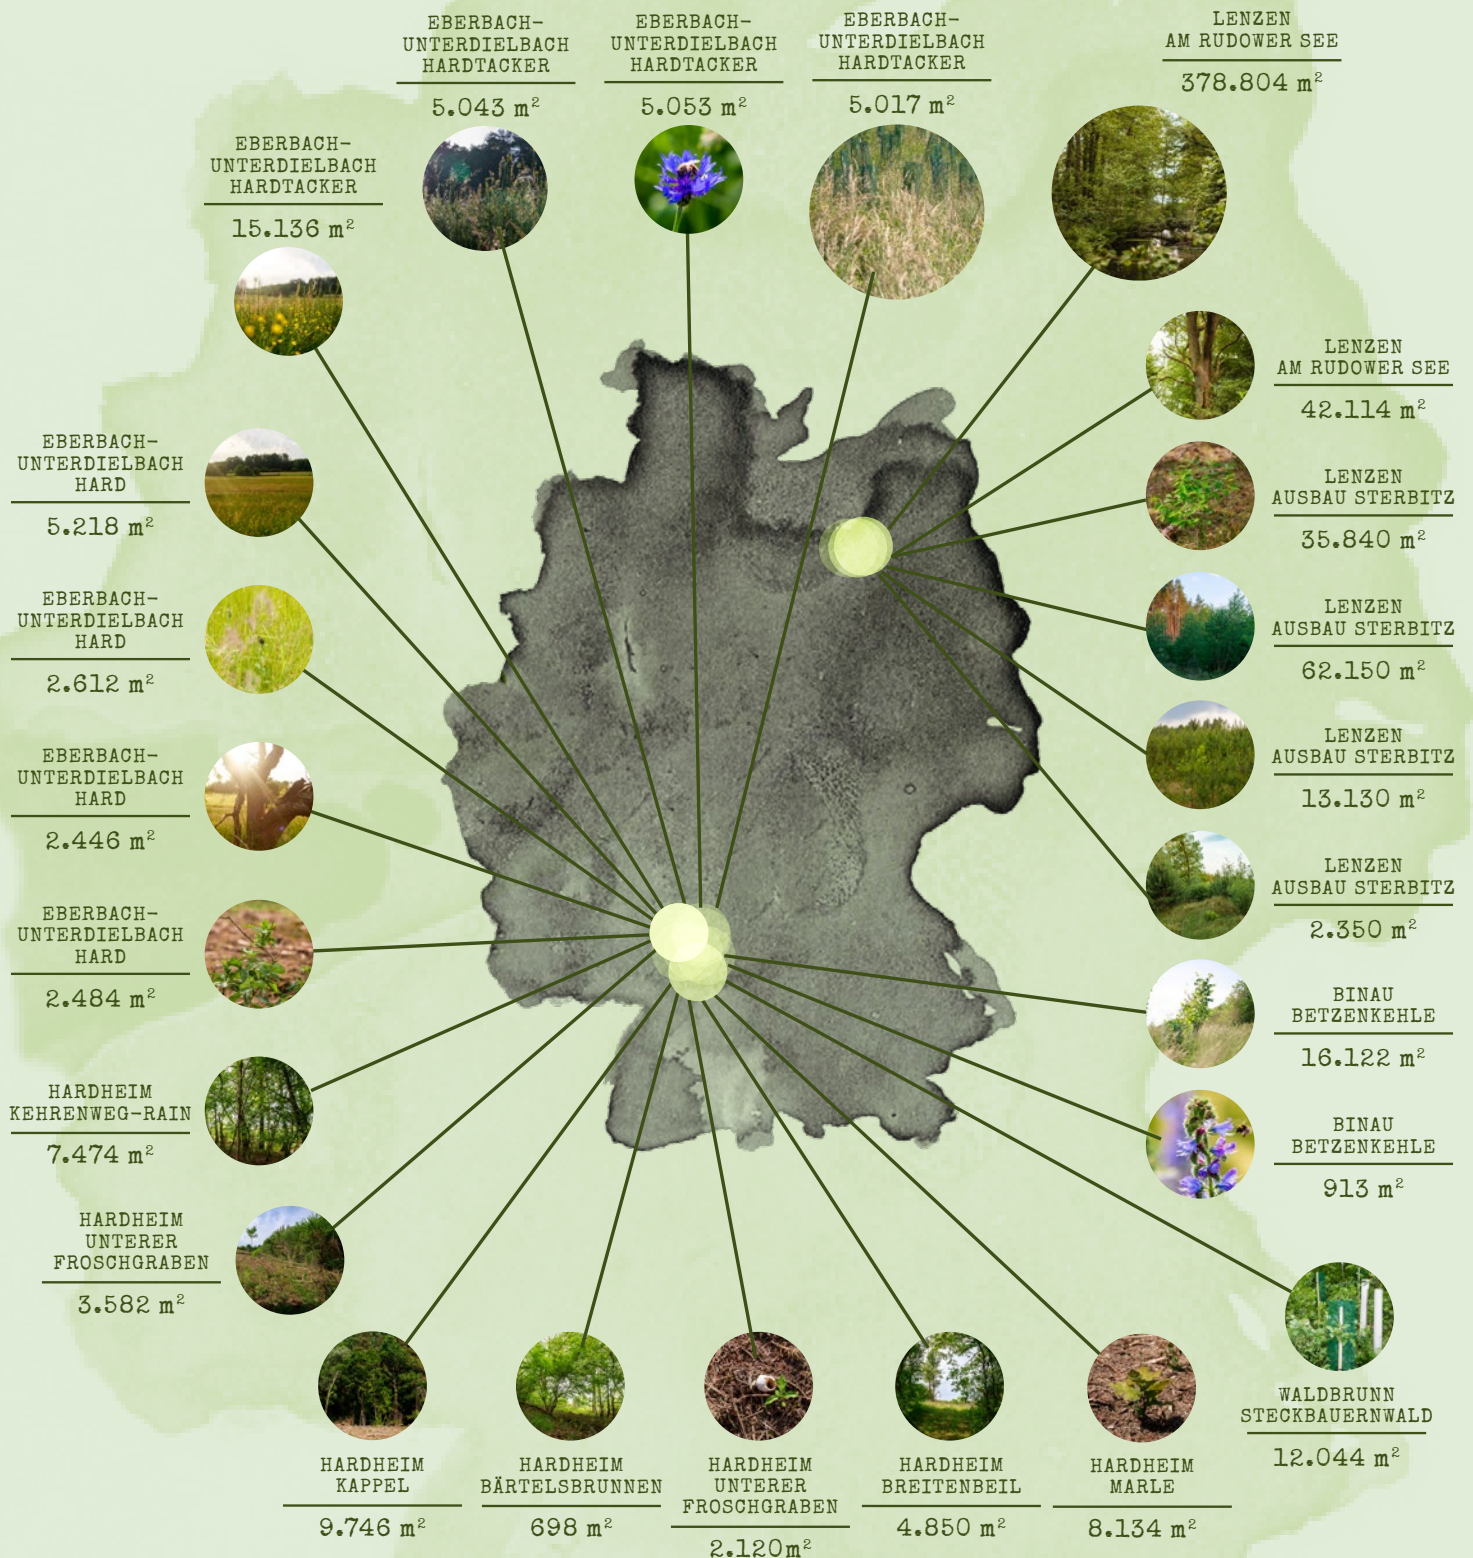 EBERBACH-
UNTERDIELBACH
HARDTACKER
5.043 m²
EBERBACH-
UNTERDIELBACH
HARDTACKER
5.053 m²
EBERBACH-
UNTERDIELBACH
HARDTACKER
5.017 m²
LENZEN
AM RUDOWER SEE
378.804 m²
EBERBACH-
UNTERDIELBACH
HARDTACKER
15.136 m²
LENZEN
AM RUDOWER SEE
42.114 m²
EBERBACH-
UNTERDIELBACH
HARD
5.218 m²
LENZEN
AUSBAU STERBITZ
35.840 m²
EBERBACH-
UNTERDIELBACH
HARD
2.612 m²
LENZEN
AUSBAU STERBITZ
62.150 m²
LENZEN
AUSBAU STERBITZ
13.130 m²
EBERBACH-
UNTERDIELBACH
HARD
2.446 m²
LENZEN
AUSBAU STERBITZ
2.350 m²
EBERBACH-
UNTERDIELBACH
HARD
2.484 m²
BINAU
BETZENKEHLE
16.122 m²
HARDHEIM
KEHRENWEG-RAIN
7.474 m²
BINAU
BETZENKEHLE
913 m²
HARDHEIM
UNTERER
FROSCHGRABEN
3.582 m²
WALDBRUNN
STECKBAUERNWALD
12.044 m²
HARDHEIM
KAPPEL
9.746 m²
HARDHEIM
BÄRTELSBRUNNEN
698 m²
HARDHEIM
UNTERER
FROSCHGRABEN
2.120m²
HARDHEIM
BREITENBEIL
4.850 m²
HARDHEIM
MARLE
8.134 m²